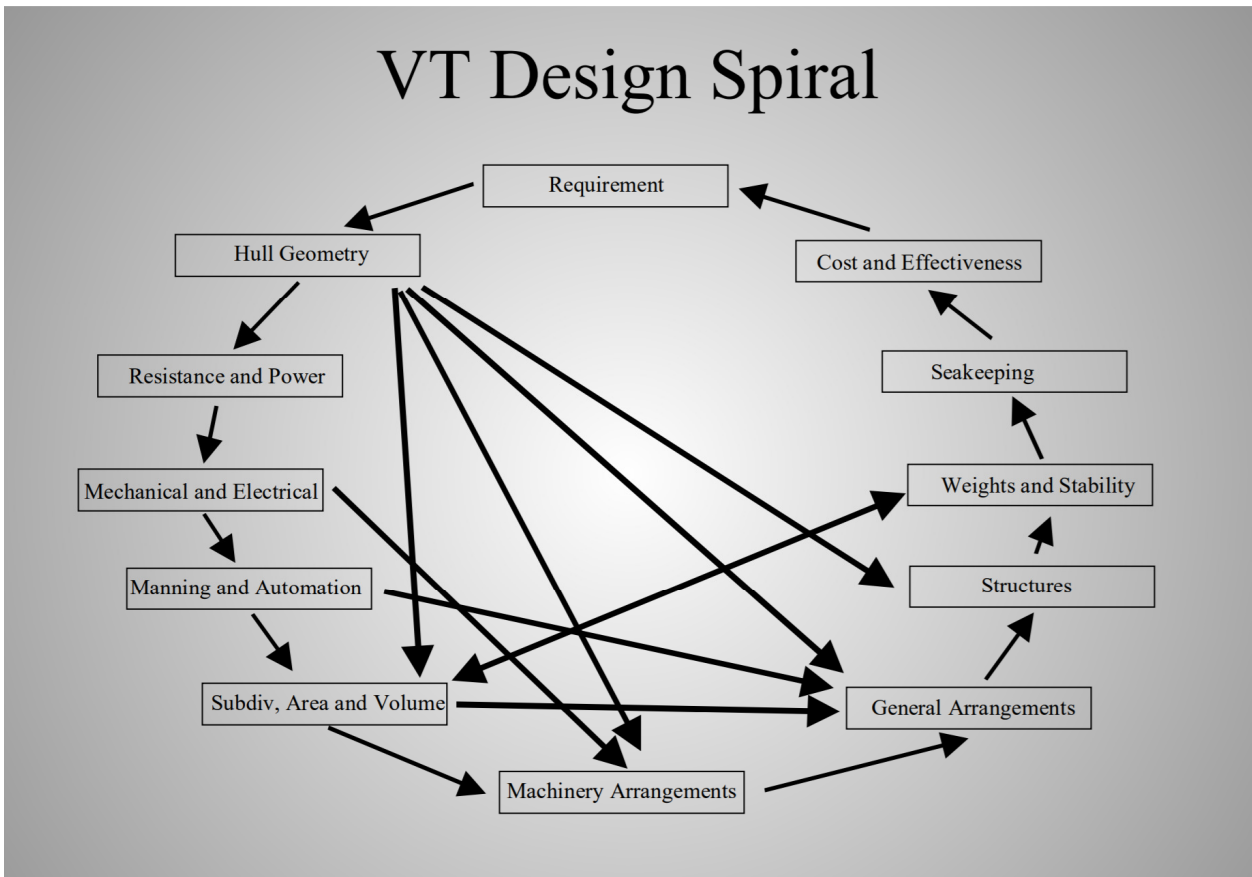 VT Design Spiral
Requirement
Hull Geometry
Cost and Effectiveness
Resistance and Power
Seakeeping
Mechanical and Electrical
Weights and Stability
Manning and Automation
Structures
Subdiv, Area and Volume
General Arrangements
Machinery Arrangements